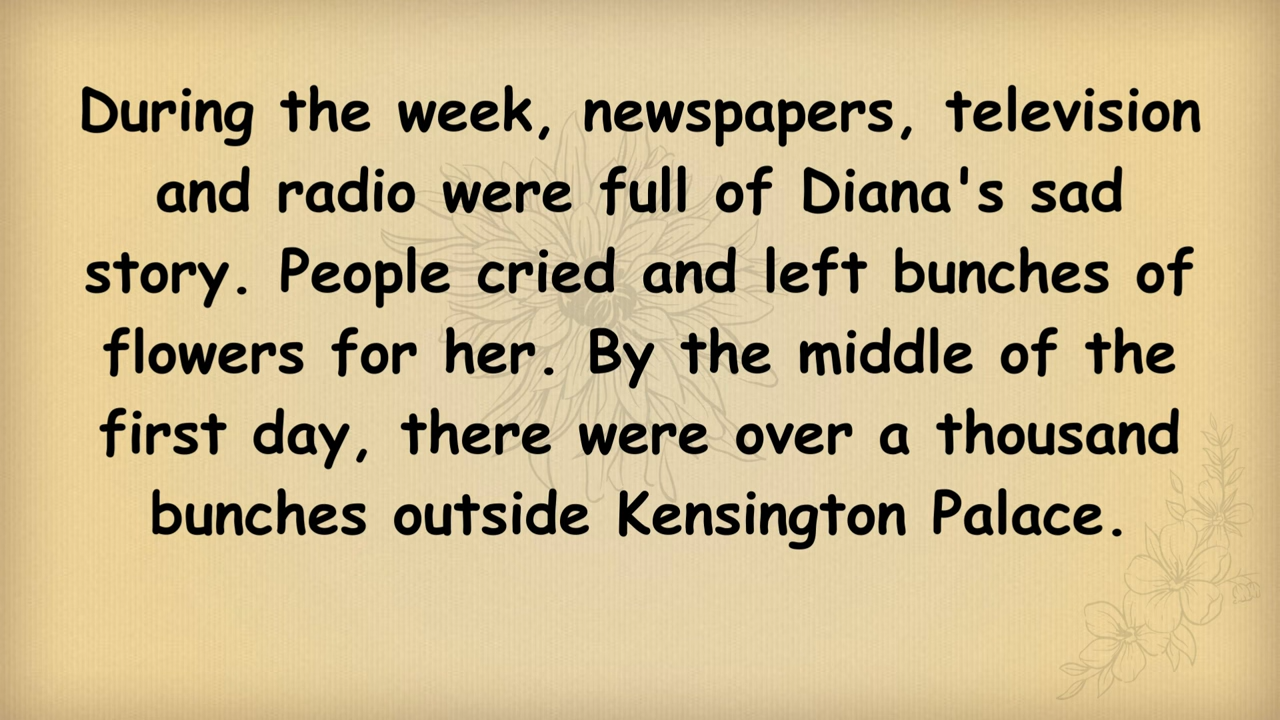 During the week, newspapers, television
and radio were full of Diana's sad
story. People cried and left bunches of
flowers for her. By the middle of the
first day, there were over a thousand
bunches outside Kensington Palace.